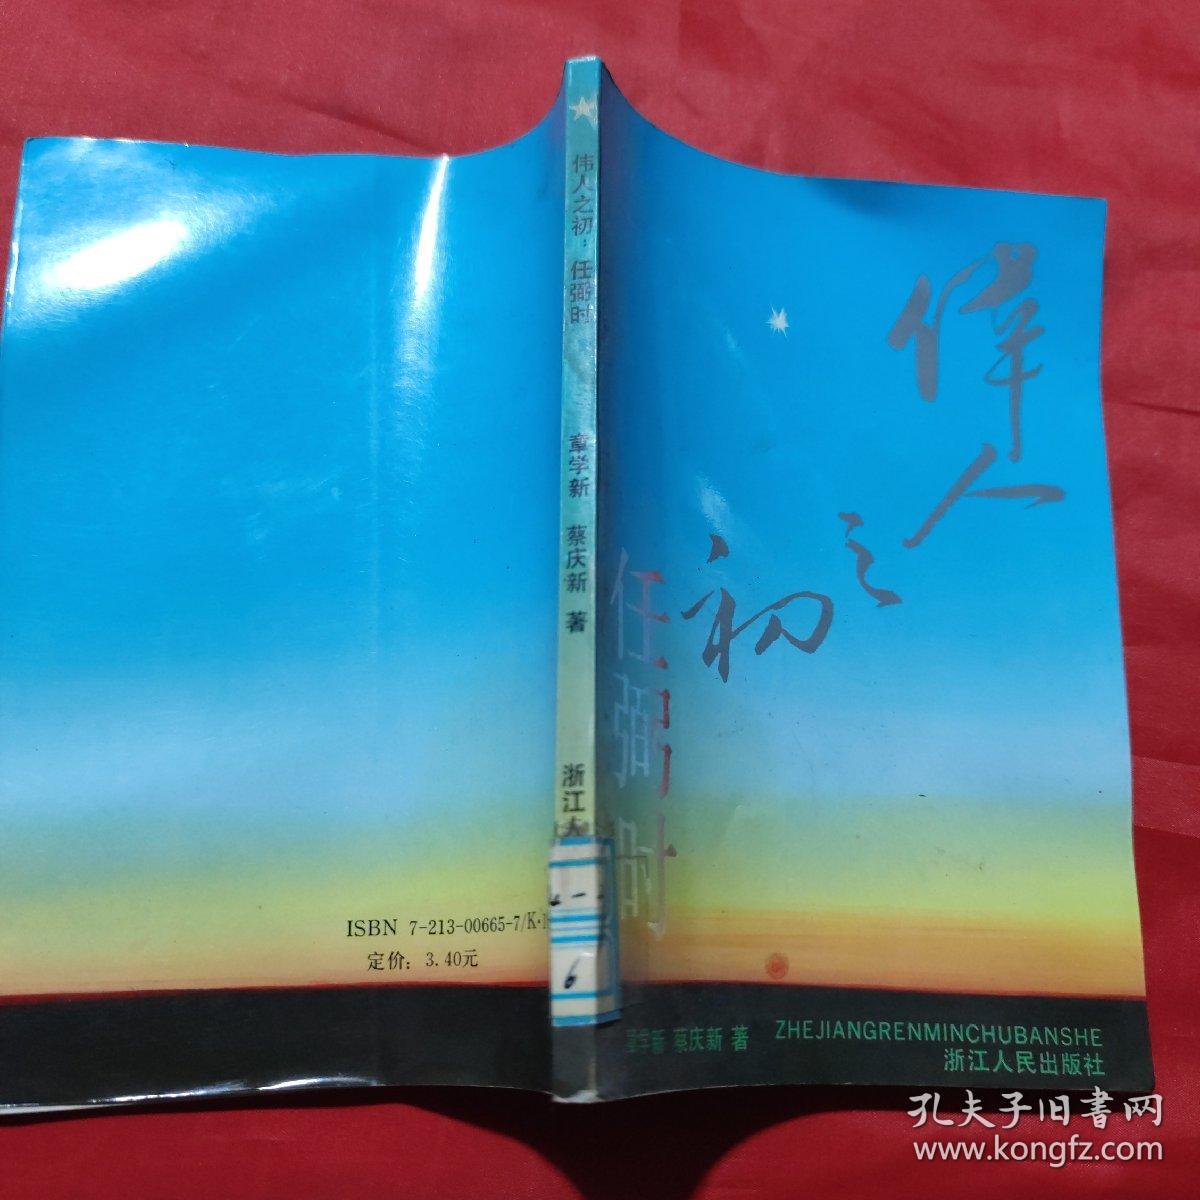 伟人之初：任弼时
章学新 蔡庆新 著
浙江人
6
ISBN 7-213-00665-7/K·1
定价：3.40元
偉人之初
任弼时
章学新 蔡庆新 著
ZHEJIANGRENMINCHUBANSHE
浙江人民出版社
孔夫子旧書网
www.kongfz.com